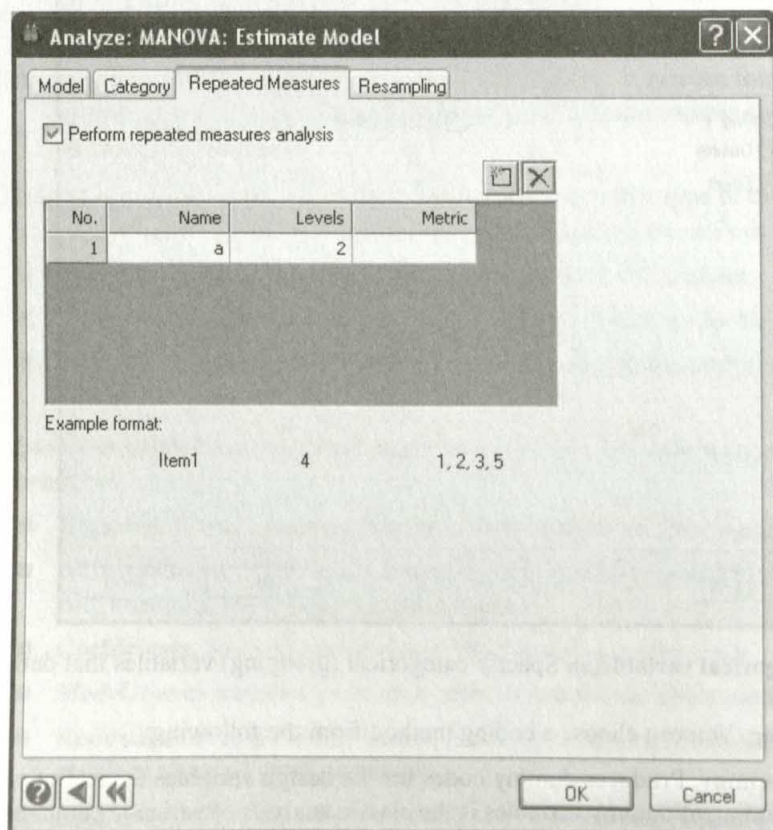 Analyze: MANOVA: Estimate Model
Model Category Repeated Measures Resampling
Perform repeated measures analysis
No. Name Levels Metric
1 a 2
Example format:
Item1 4 1, 2, 3, 5
OK Cancel